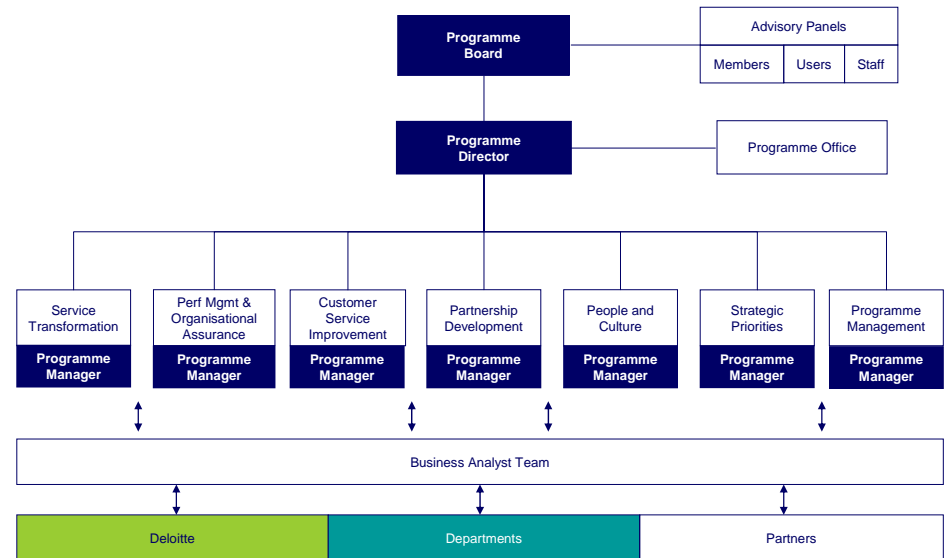 Programme
Board
Advisory Panels
Members Users Staff
Programme
Director
Programme Office
Service
Transformation
Programme
Manager
Perf Mgmt &
Organisational
Assurance
Programme
Manager
Customer
Service
Improvement
Programme
Manager
Partnership
Development
Programme
Manager
People and
Culture
Programme
Manager
Strategic
Priorities
Programme
Manager
Programme
Management
Programme
Manager
Business Analyst Team
Deloitte
Departments
Partners